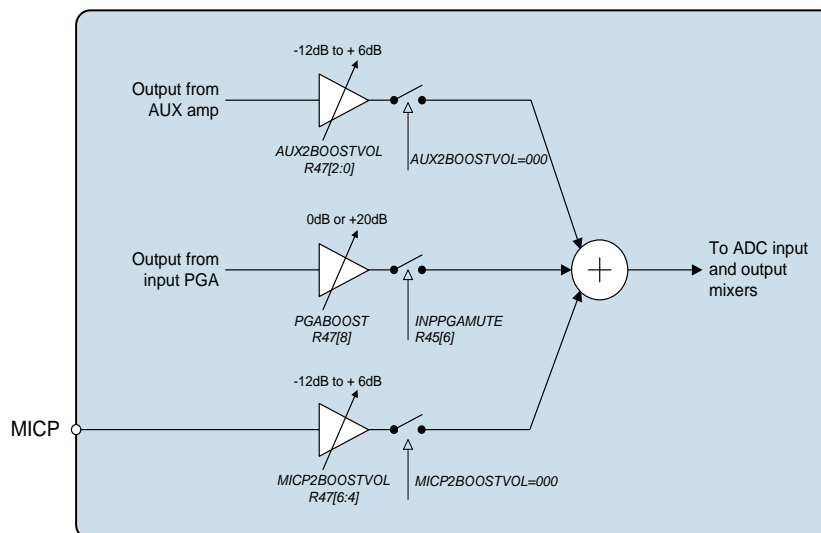 -12dB to + 6dB
Output from
AUX amp
AUX2BOOSTVOL
R47[2:0]
AUX2BOOSTVOL=000
0dB or +20dB
Output from
input PGA
PGABOOST
R47[8]
INPPGAMUTE
R45[6]
+
To ADC input
and output
mixers
-12dB to + 6dB
MICP
MICP2BOOSTVOL
R47[6:4]
MICP2BOOSTVOL=000